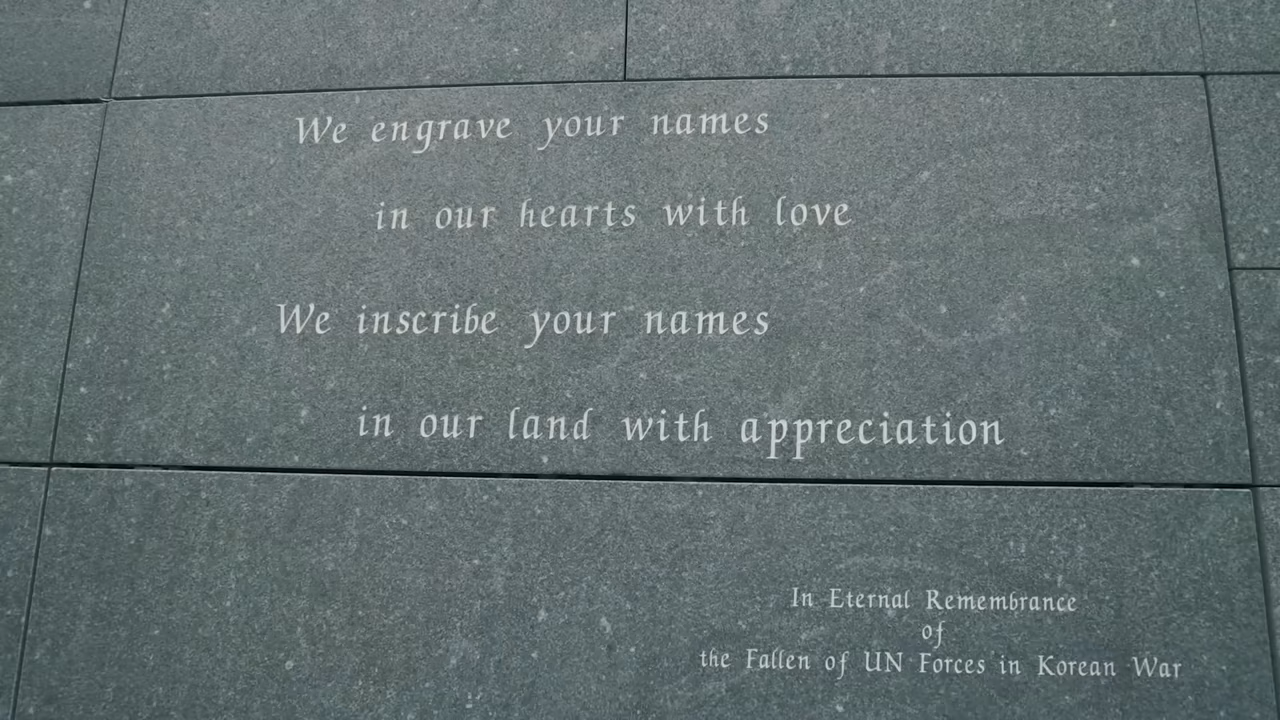 We engrave your names
in our hearts with love
We inscribe your names
in our land with appreciation
In Eternal Remembrance
of
the Fallen of UN Forces in Korean War